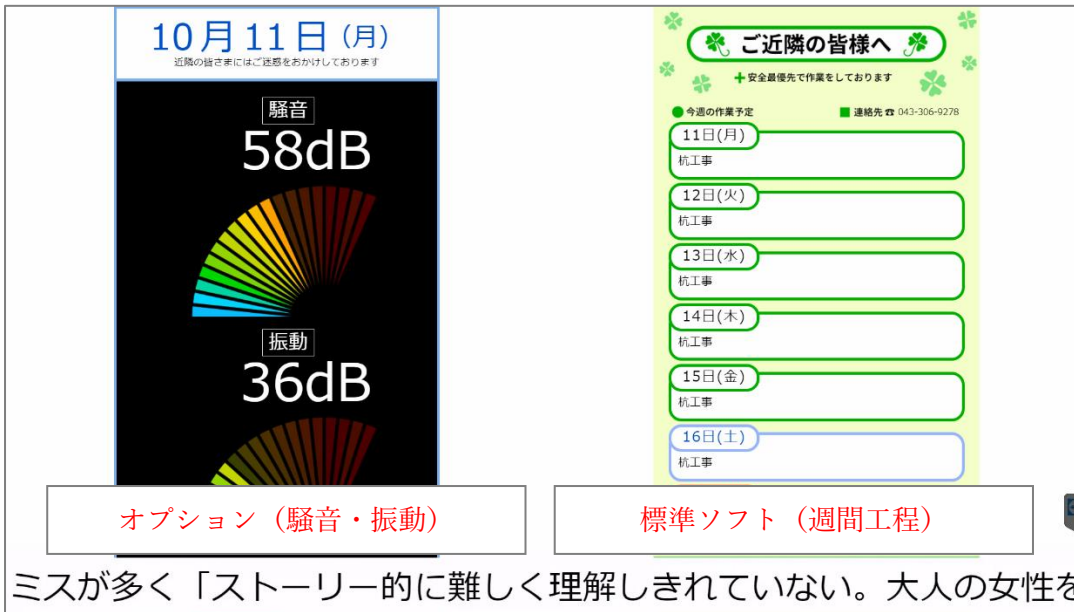 10月11日（月）
近隣の皆さまにはご迷惑をおかけしております
騒音
58dB
振動
36dB
オプション（騒音・振動）
ご近隣の皆様へ
安全最優先で作業をしております
今週の作業予定
連絡先 ☎ 043-306-9278
11日(月)
杭工事
12日(火)
杭工事
13日(水)
杭工事
14日(木)
杭工事
15日(金)
杭工事
16日(土)
杭工事
標準ソフト（週間工程）
ミスが多く「ストーリー的に難しく理解しきれていない。大人の女性を